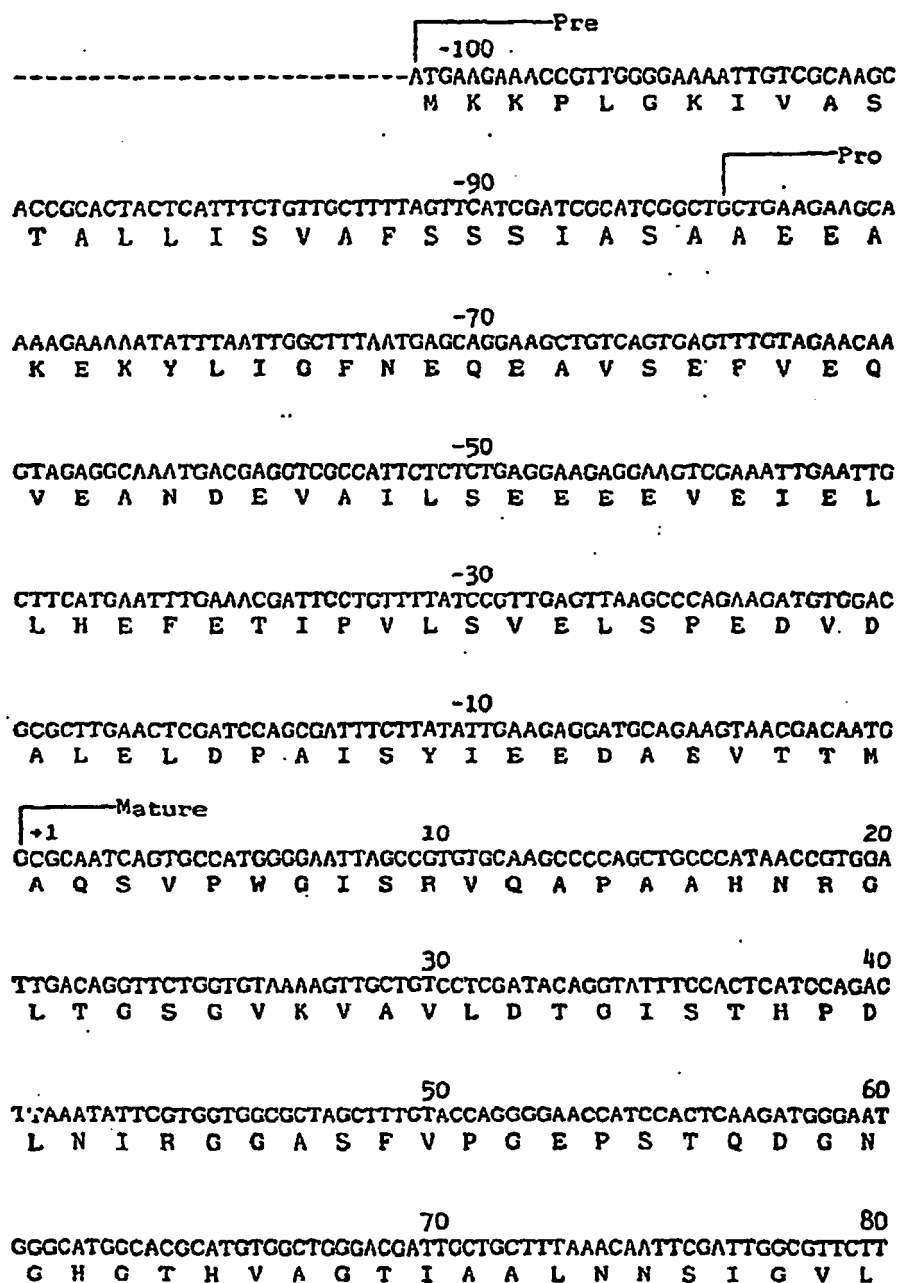 Pre
-100
-----------------------ATGAAGAAACCGTTGGGGAAAATTGTCGCAAGC
M K K P L G K I V A S
Pro
-90
ACCGCACTACTCATTTCTGTTGCTTTTAGTTCATCGATCGCATCGGCTGCTGAAGAAGCA
T A L L I S V A F S S S I A S A A E E A
-70
AAAGAAAAATATTTAATTGGCTTTAATGAGCAGGAAGCTGTCAGTGAGTTTGTAGAACAA
K E K Y L I G F N E Q E A V S E F V E Q
-50
GTAGAGGCAAATGACGAGGTCGCCATTCTCTCTGAGGAAGAGGAAGTCGAAATTGAATTG
V E A N D E V A I L S E E E E V E I E L
-30
CTTCATGAATTTGAAACGATTCCTGTTTTATCCGTTGAGTTAAGCCCAGAAGATGTGGAC
L H E F E T I P V L S V E L S P E D V D
-10
GCGCTTGAACTCGATCCAGCGATTTCTTATATTGAAGAGGATGCAGAAGTAACGACAATG
A L E L D P A I S Y I E E D A E V T T M
Mature
+1 10 20
GCGCAATCAGTGCCATGGGGAATTAGCCGTGTGCAAGCCCCAGCTGCCCATAACCGTGGA
A Q S V P W G I S R V Q A P A A H N R G
30 40
TTGACAGGTTCTGGTGTAAAAGTTGCTGTCCTCGATACAGGTATTTCCACTCATCCAGAC
L T G S G V K V A V L D T G I S T H P D
50 60
TTAAATATTCGTGGTGGCGCTAGCTTTGTACCAGGGGAACCATCCACTCAAGATGGGAAT
L N I R G G A S F V P G E P S T Q D G N
70 80
GGGCATGGCACGCATGTGGCTGGGACGATTGCTGCTTTAAACAATTCGATTGGCGTTCTT
G H G T H V A G T I A A L N N S I G V L